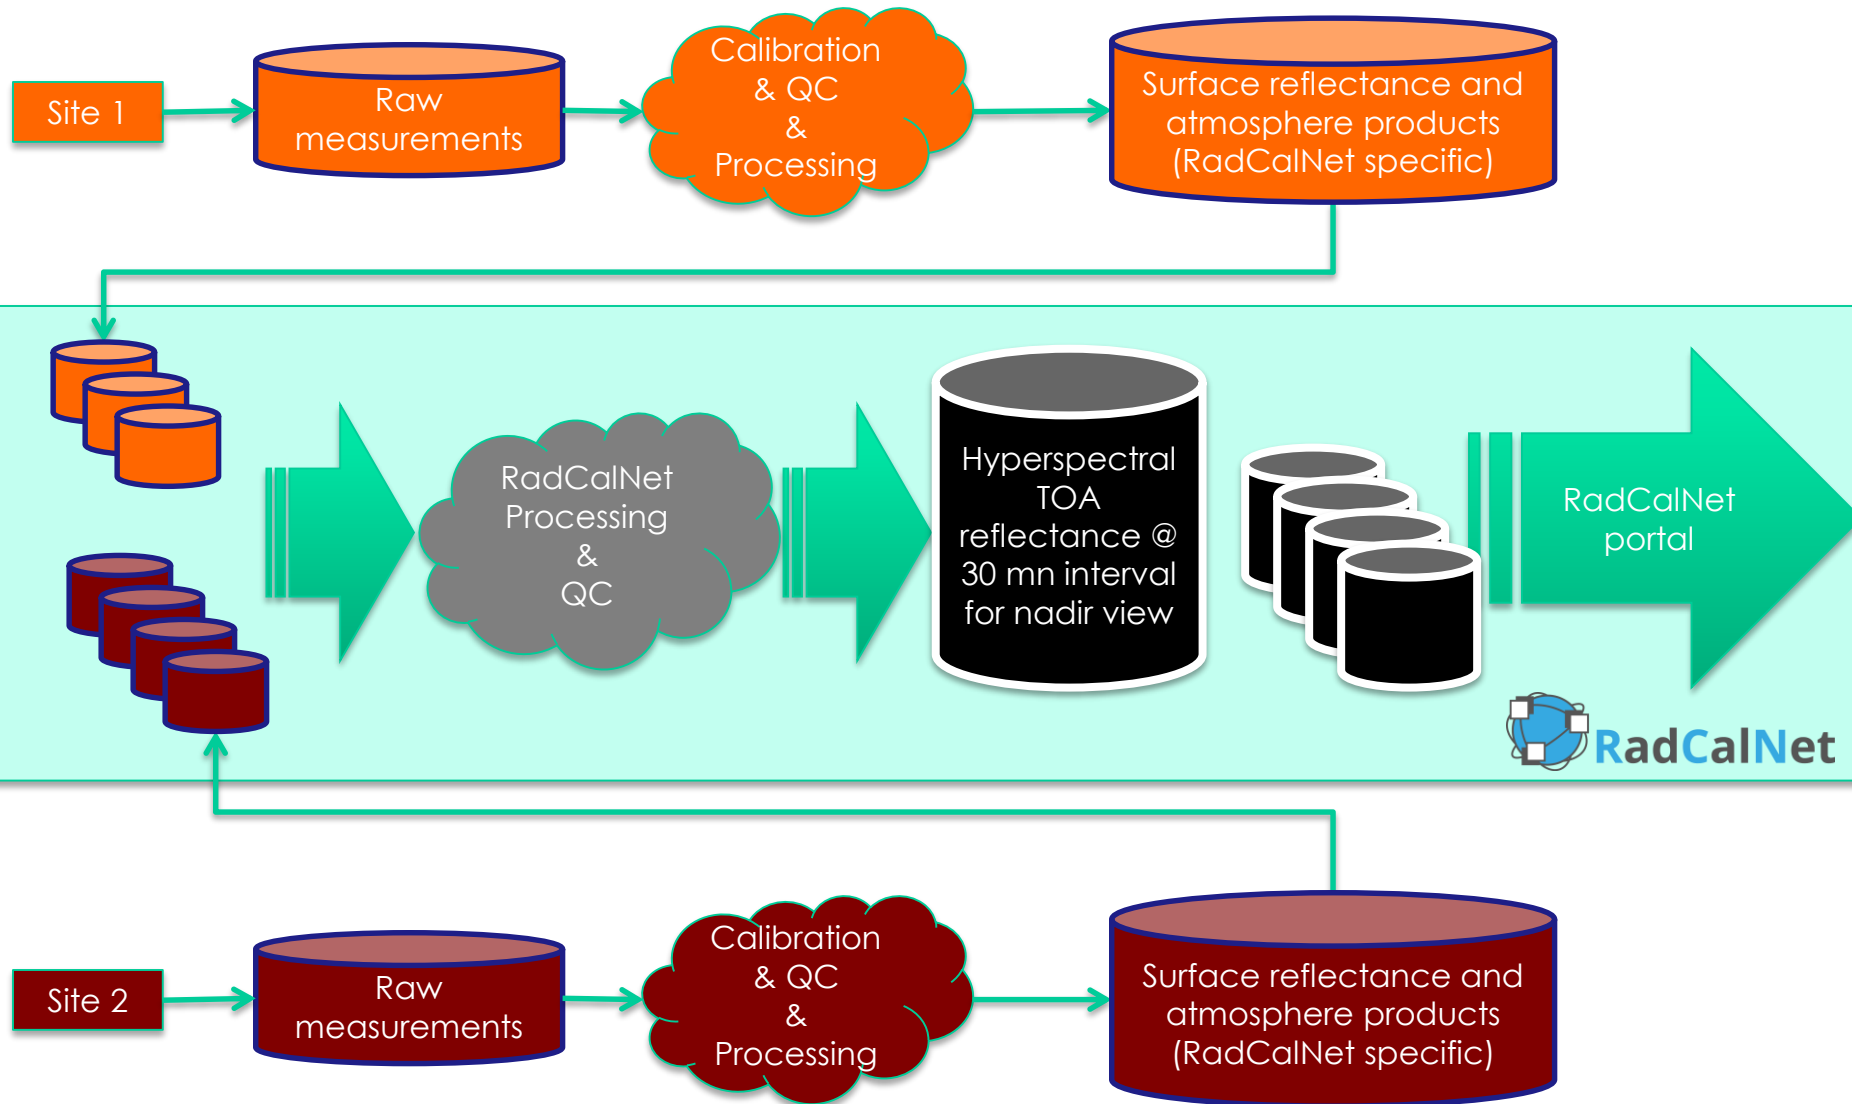 Site 1
Raw
measurements
Calibration
& QC
&
Processing
Surface reflectance and
atmosphere products
(RadCalNet specific)
RadCalNet
Processing
&
QC
Hyperspectral
TOA
reflectance @
30 mn interval
for nadir view
RadCalNet
portal
RadCalNet
Site 2
Raw
measurements
Calibration
& QC
&
Processing
Surface reflectance and
atmosphere products
(RadCalNet specific)